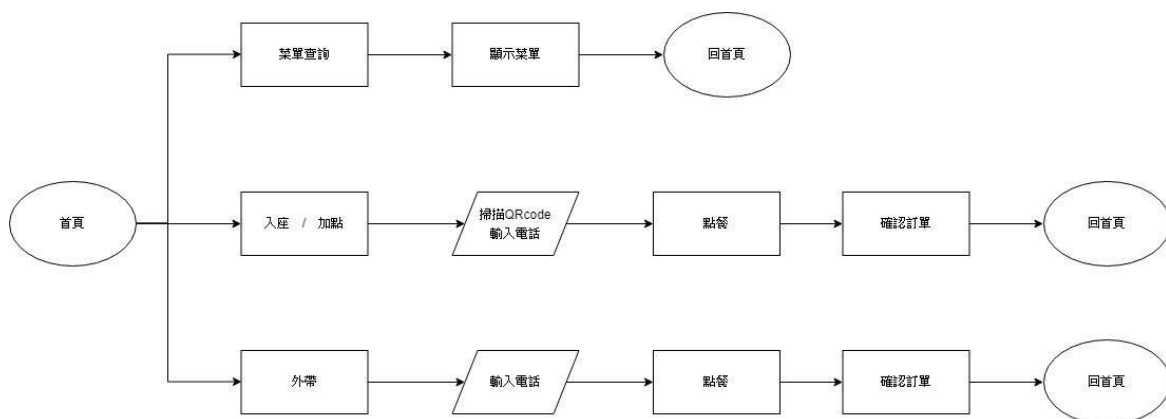 菜單查詢
顯示菜單
回首頁
首頁
入座 / 加點
掃描QRcode
輸入電話
點餐
確認訂單
回首頁
外帶
輸入電話
點餐
確認訂單
回首頁